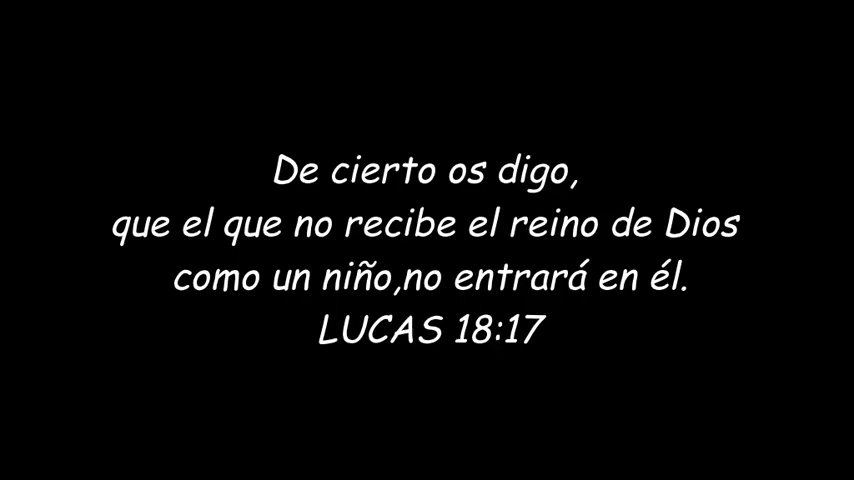 De cierto os digo,
que el que no recibe el reino de Dios
como un niño,no entrará en él.
LUCAS 18:17